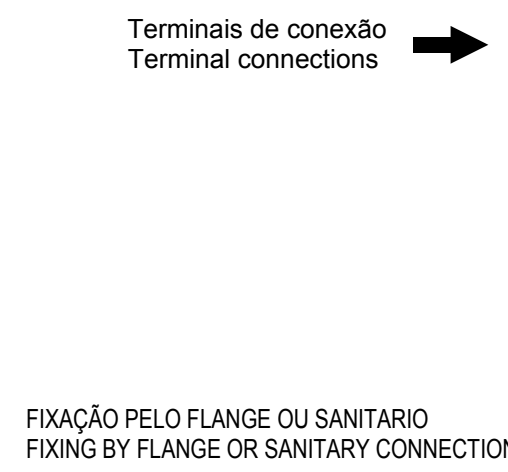 Terminais de conexão
Terminal connections
FIXAÇÃO PELO FLANGE OU SANITARIO
FIXING BY FLANGE OR SANITARY CONNECTION